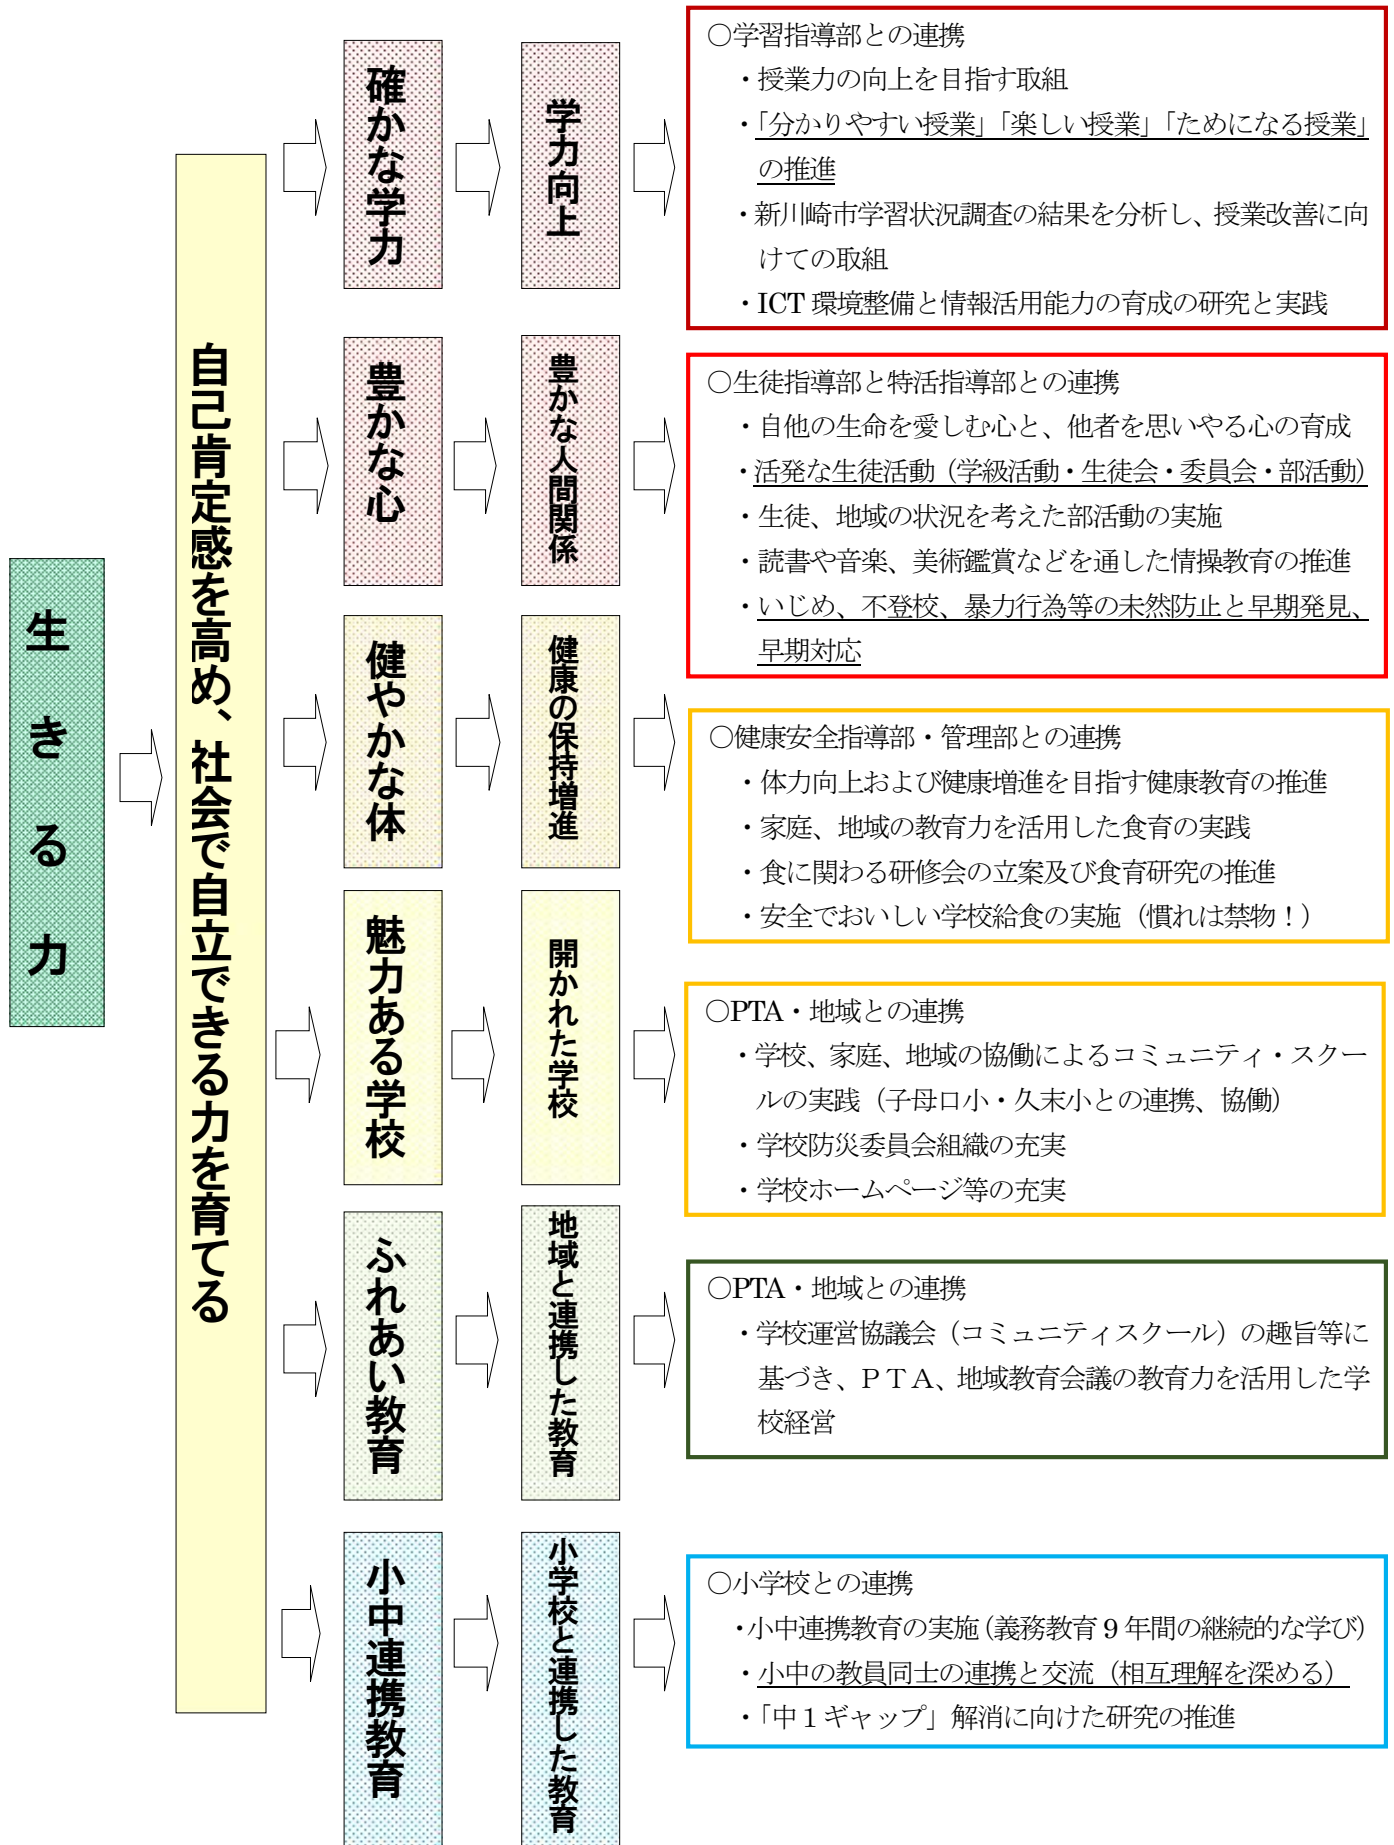 生きる力
自己肯定感を高め、社会で自立できる力を育てる
確かな学力
学力向上
○学習指導部との連携
・授業力の向上を目指す取組
・「分かりやすい授業」「楽しい授業」「ためになる授業」
の推進
・新川崎市学習状況調査の結果を分析し、授業改善に向
けての取組
・ICT 環境整備と情報活用能力の育成の研究と実践
豊かな心
豊かな人間関係
○生徒指導部と特活指導部との連携
・自他の生命を愛しむ心と、他者を思いやる心の育成
・活発な生徒活動（学級活動・生徒会・委員会・部活動）
・生徒、地域の状況を考えた部活動の実施
・読書や音楽、美術鑑賞などを通した情操教育の推進
・いじめ、不登校、暴力行為等の未然防止と早期発見、
早期対応
健やかな体
健康の保持増進
○健康安全指導部・管理部との連携
・体力向上および健康増進を目指す健康教育の推進
・家庭、地域の教育力を活用した食育の実践
・食に関わる研修会の立案及び食育研究の推進
・安全でおいしい学校給食の実施（慣れは禁物！）
魅力ある学校
開かれた学校
○PTA・地域との連携
・学校、家庭、地域の協働によるコミュニティ・スクー
ルの実践（子母口小・久末小との連携、協働）
・学校防災委員会組織の充実
・学校ホームページ等の充実
ふれあい教育
地域と連携した教育
○PTA・地域との連携
・学校運営協議会（コミュニティスクール）の趣旨等に
基づき、ＰＴＡ、地域教育会議の教育力を活用した学
校経営
小中連携教育
小学校と連携した教育
○小学校との連携
・小中連携教育の実施（義務教育 9 年間の継続的な学び）
・小中の教員同士の連携と交流（相互理解を深める）
・「中１ギャップ」解消に向けた研究の推進